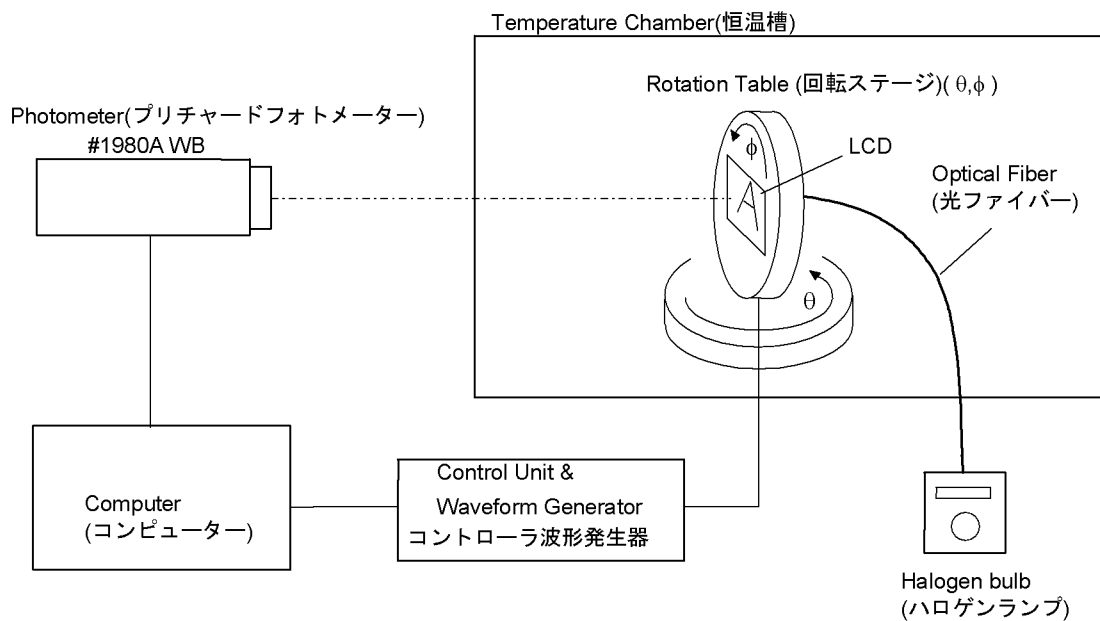 Temperature Chamber(恒温槽)
Rotation Table (回転ステージ)( θ,ϕ )
Photometer(プリチャードフォトメーター)
#1980A WB
ϕ
LCD
A
Optical Fiber
(光ファイバー)
θ
Computer
(コンピューター)
Control Unit &
Waveform Generator
コントローラ波形発生器
Halogen bulb
(ハロゲンランプ)